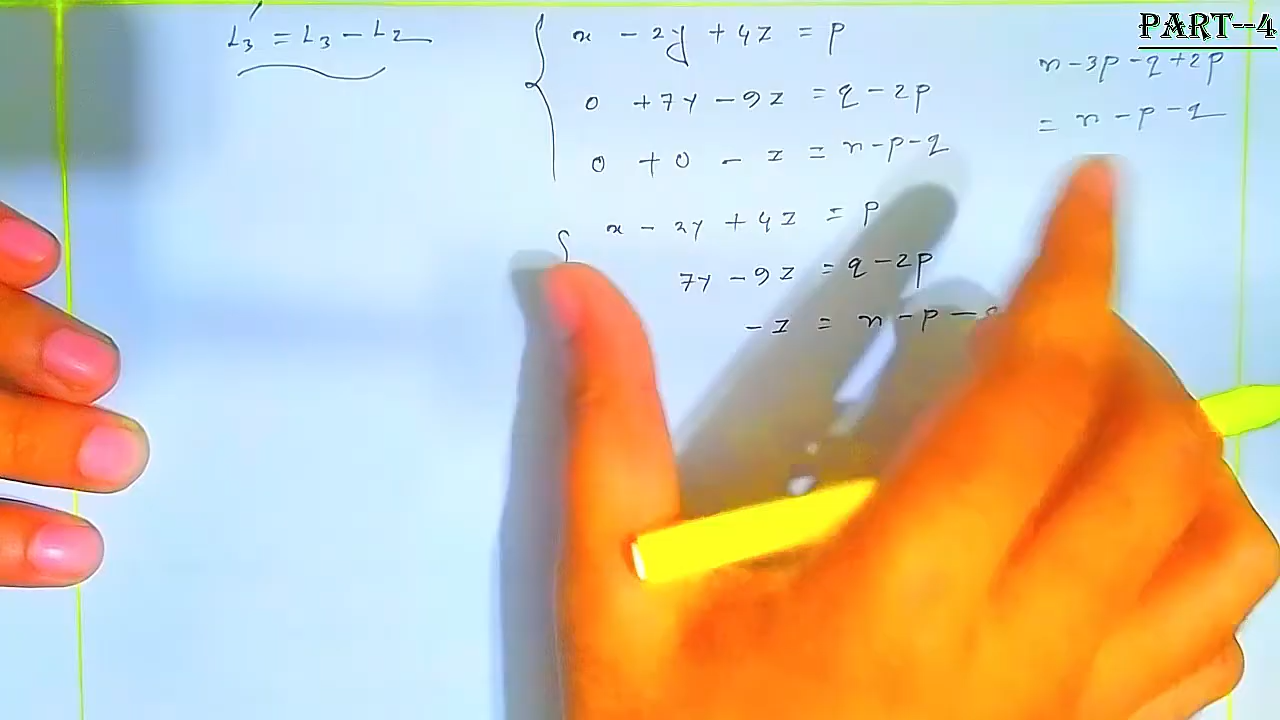 PART--4
L₃' = L₃ - L₂
x - 2y + 4z = p
0 + 7y - 9z = q - 2p
0 + 0 - z = r - p - q
r - 3p - q + 2p
= r - p - q
x - 2y + 4z = p
7y - 9z = q - 2p
- z = r - p -